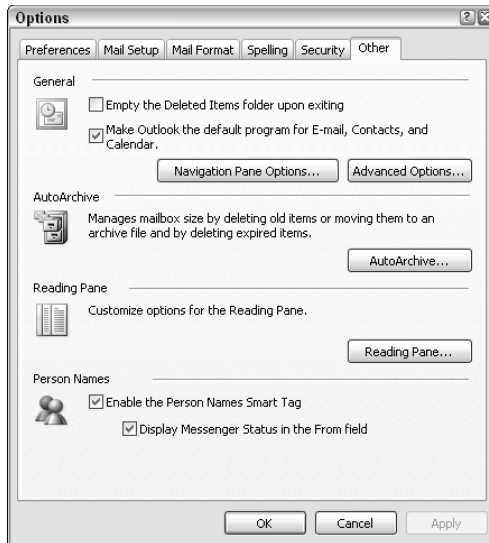 Options
Preferences Mail Setup Mail Format Spelling Security Other
General
Empty the Deleted Items folder upon exiting
Make Outlook the default program for E-mail, Contacts, and
Calendar.
Navigation Pane Options... Advanced Options...
AutoArchive
Manages mailbox size by deleting old items or moving them to an
archive file and by deleting expired items.
AutoArchive...
Reading Pane
Customize options for the Reading Pane.
Reading Pane...
Person Names
Enable the Person Names Smart Tag
Display Messenger Status in the From field
OK Cancel Apply